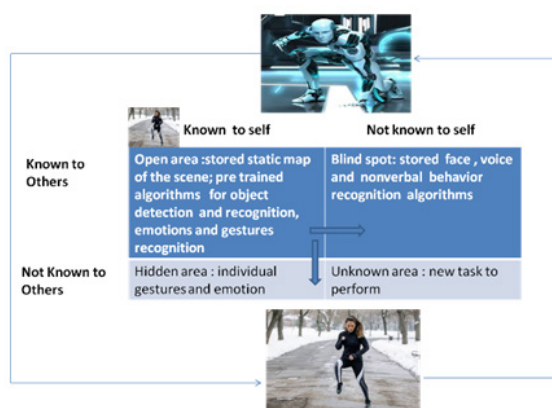 Known to self
Not known to self
Known to
Others
Open area :stored static map
of the scene; pre trained
algorithms for object
detection and recognition,
emotions and gestures
recognition
Blind spot: stored face , voice
and nonverbal behavior
recognition algorithms
Not Known to
Others
Hidden area : individual
gestures and emotion
Unknown area : new task to
perform